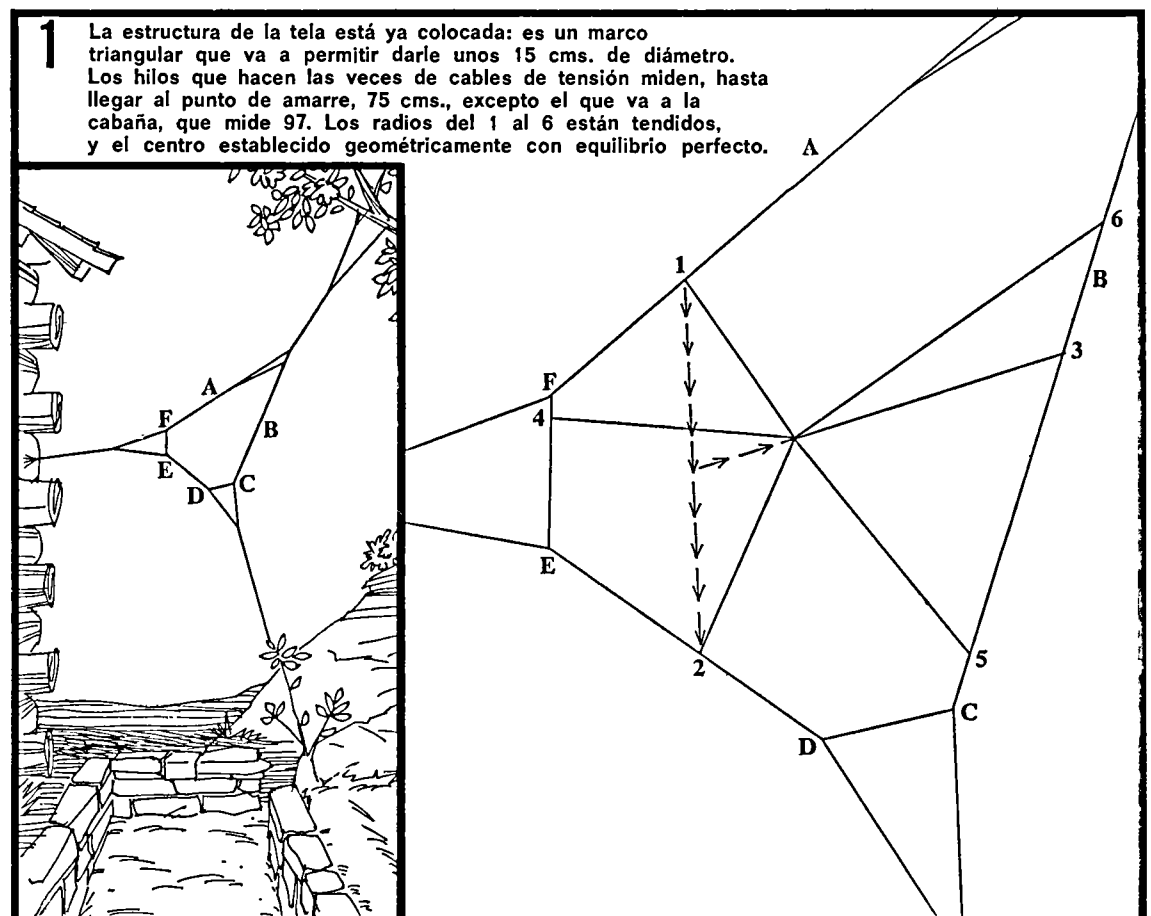 1
La estructura de la tela está ya colocada: es un marco
triangular que va a permitir darle unos 15 cms. de diámetro.
Los hilos que hacen las veces de cables de tensión miden, hasta
llegar al punto de amarre, 75 cms., excepto el que va a la
cabaña, que mide 97. Los radios del 1 al 6 están tendidos,
y el centro establecido geométricamente con equilibrio perfecto.
A
F
B
E
D
C
A
6
1
B
3
F
4
E
2
5
C
D